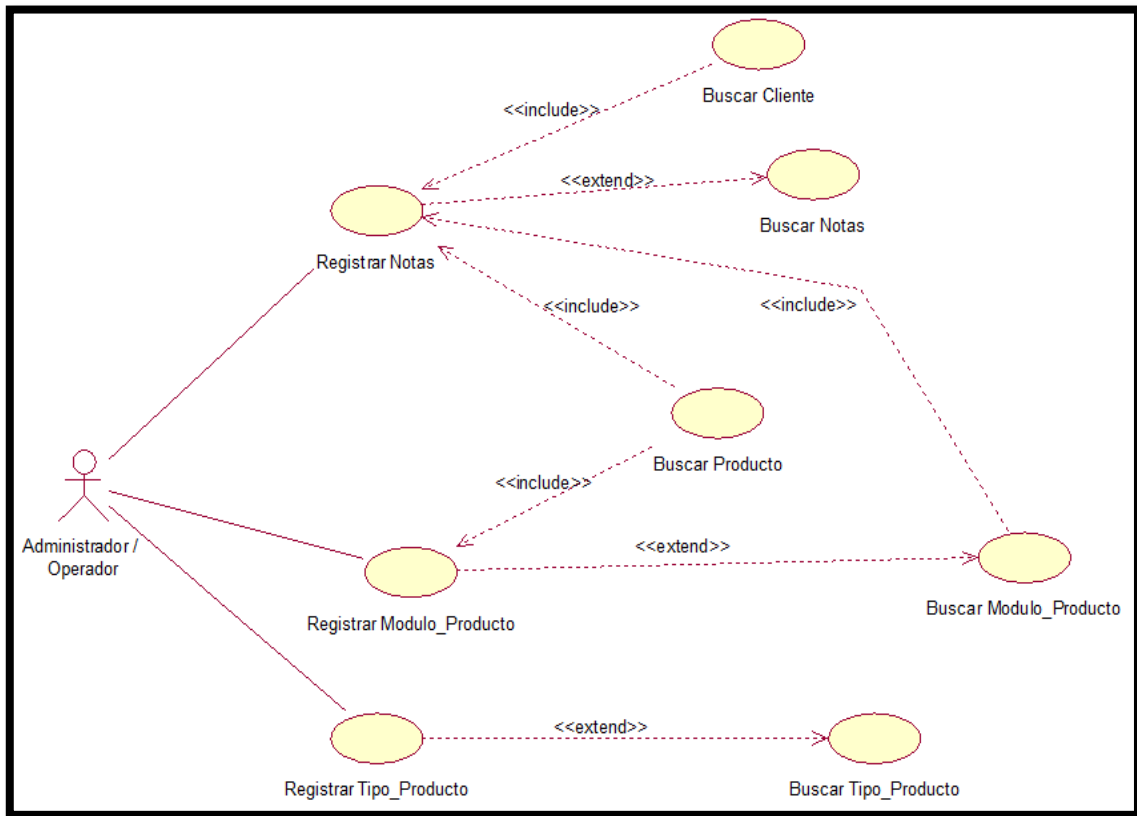 Buscar Cliente
<<include>>
<<extend>>
Buscar Notas
Registrar Notas
<<include>>
<<include>>
Buscar Producto
<<include>>
Administrador /
Operador
<<extend>>
Registrar Modulo_Producto
Buscar Modulo_Producto
<<extend>>
Registrar Tipo_Producto
Buscar Tipo_Producto